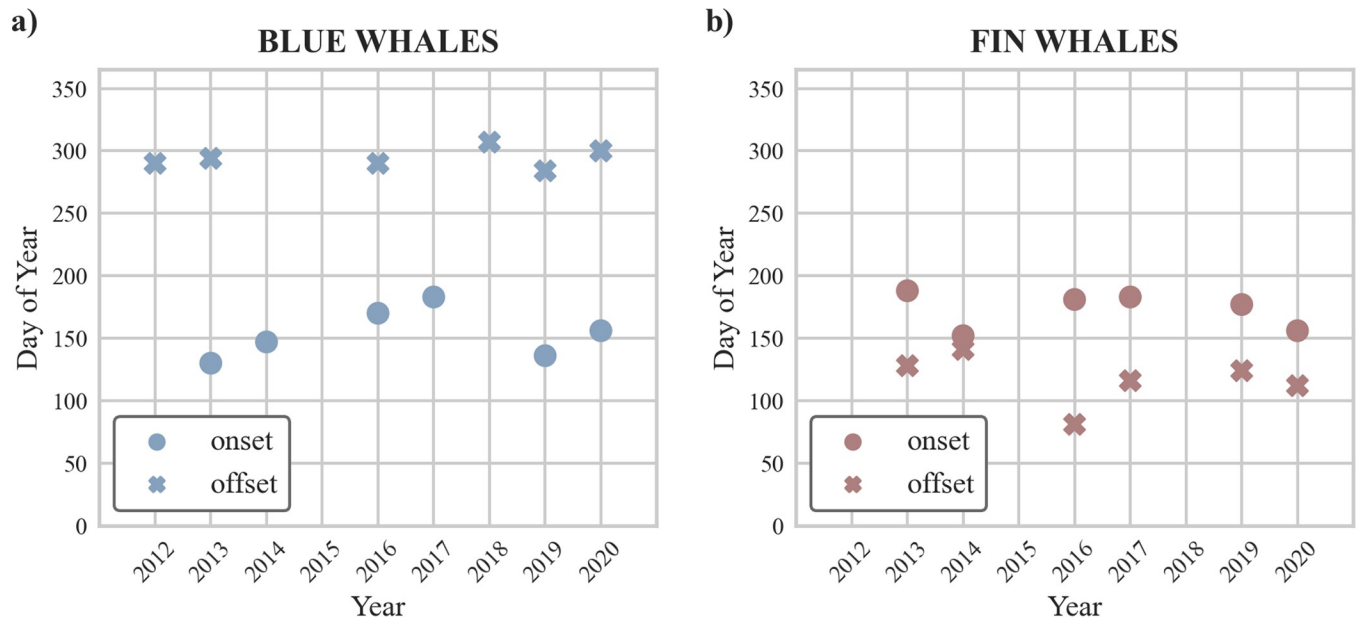 a)
BLUE WHALES
Day of Year
350
300
250
200
150
100
50
0
onset
offset
2012
2013
2014
2015
2016
2017
2018
2019
2020
Year
b)
FIN WHALES
Day of Year
350
300
250
200
150
100
50
0
onset
offset
2012
2013
2014
2015
2016
2017
2018
2019
2020
Year